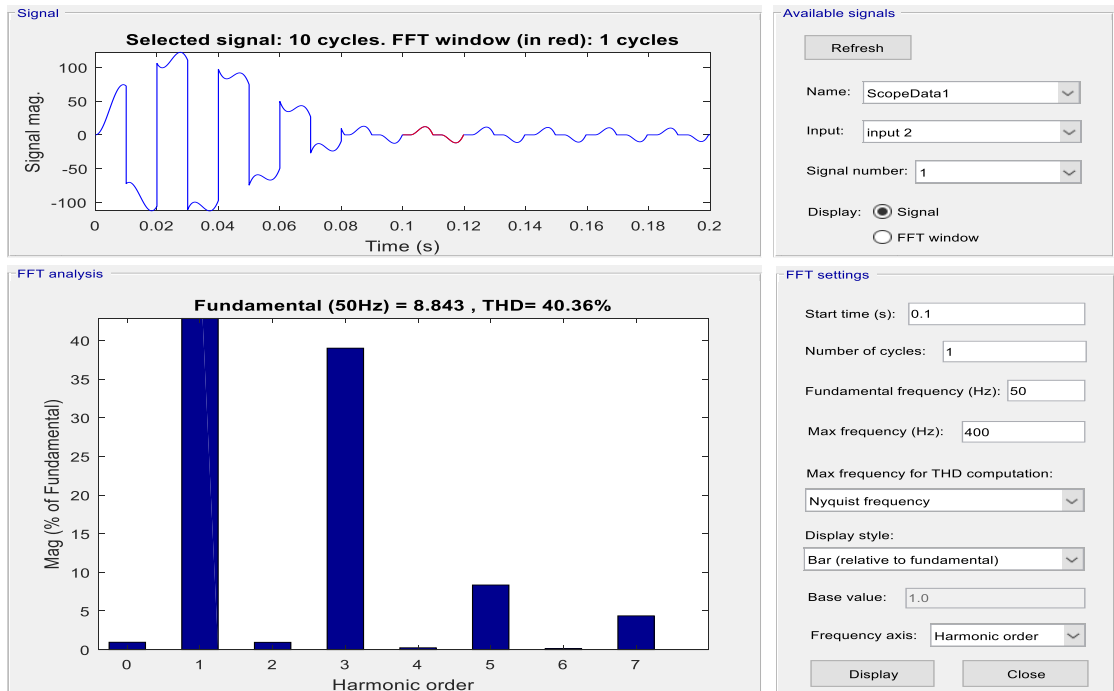 Signal
Selected signal: 10 cycles. FFT window (in red): 1 cycles
100
50
0
-50
-100
Signal mag.
0 0.02 0.04 0.06 0.08 0.1 0.12 0.14 0.16 0.18 0.2
Time (s)
Available signals
Refresh
Name: ScopeData1
Input: input 2
Signal number: 1
Display: Signal
FFT window
FFT analysis
Fundamental (50Hz) = 8.843 , THD= 40.36%
40
35
30
25
20
15
10
5
0
Mag (% of Fundamental)
0 1 2 3 4 5 6 7
Harmonic order
FFT settings
Start time (s): 0.1
Number of cycles: 1
Fundamental frequency (Hz): 50
Max frequency (Hz): 400
Max frequency for THD computation:
Nyquist frequency
Display style:
Bar (relative to fundamental)
Base value: 1.0
Frequency axis: Harmonic order
Display Close